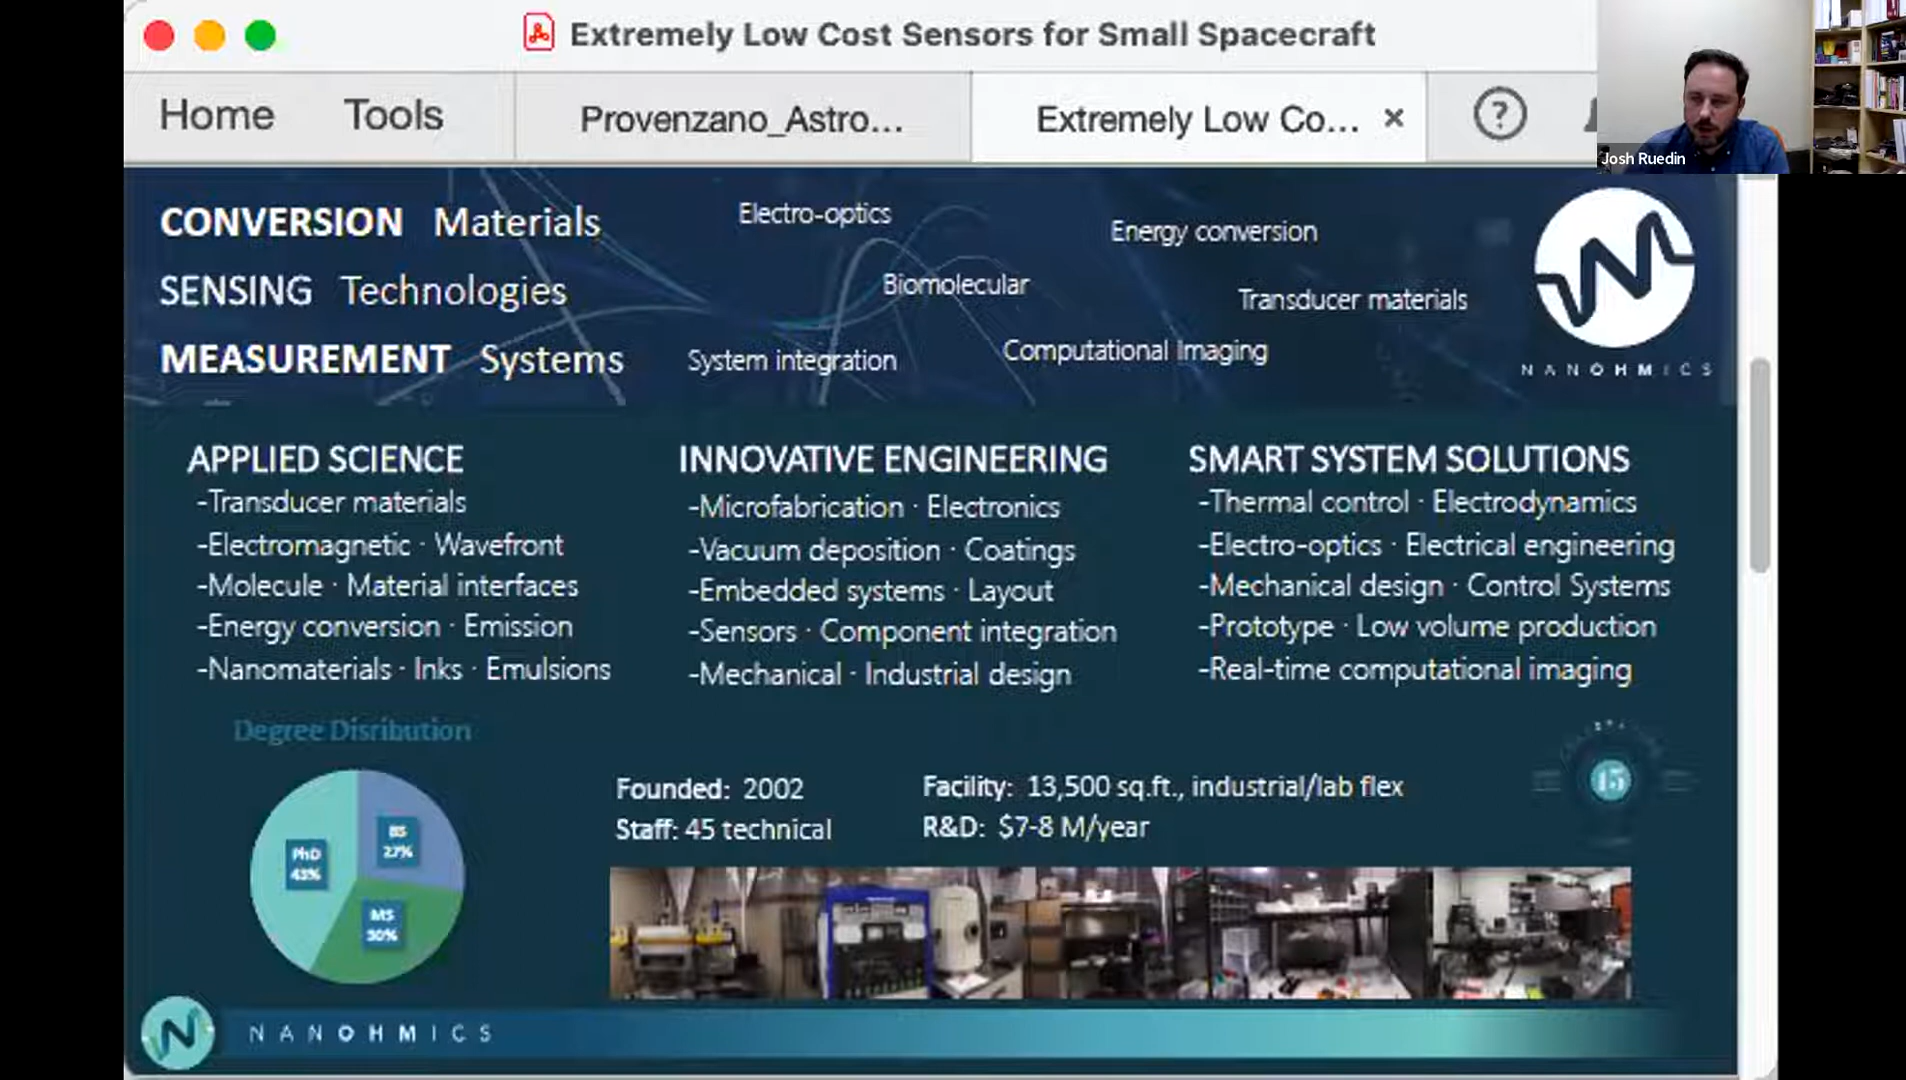 Extremely Low Cost Sensors for Small Spacecraft
Home Tools Provenzano_Astro... Extremely Low Co... × ?
Josh Ruedin
CONVERSION Materials
SENSING Technologies
MEASUREMENT Systems
Electro-optics
Energy conversion
Biomolecular
Transducer materials
Computational Imaging
System integration
NANOHMICS
APPLIED SCIENCE
-Transducer materials
-Electromagnetic · Wavefront
-Molecule · Material interfaces
-Energy conversion · Emission
-Nanomaterials · Inks · Emulsions
INNOVATIVE ENGINEERING
-Microfabrication · Electronics
-Vacuum deposition · Coatings
-Embedded systems · Layout
-Sensors · Component integration
-Mechanical · Industrial design
SMART SYSTEM SOLUTIONS
-Thermal control · Electrodynamics
-Electro-optics · Electrical engineering
-Mechanical design · Control Systems
-Prototype · Low volume production
-Real-time computational imaging
Degree Disribution
PhD
43%
BS
27%
MS
30%
Founded: 2002
Staff: 45 technical
Facility: 13,500 sq.ft., industrial/lab flex
R&D: $7-8 M/year
15
NANOHMICS